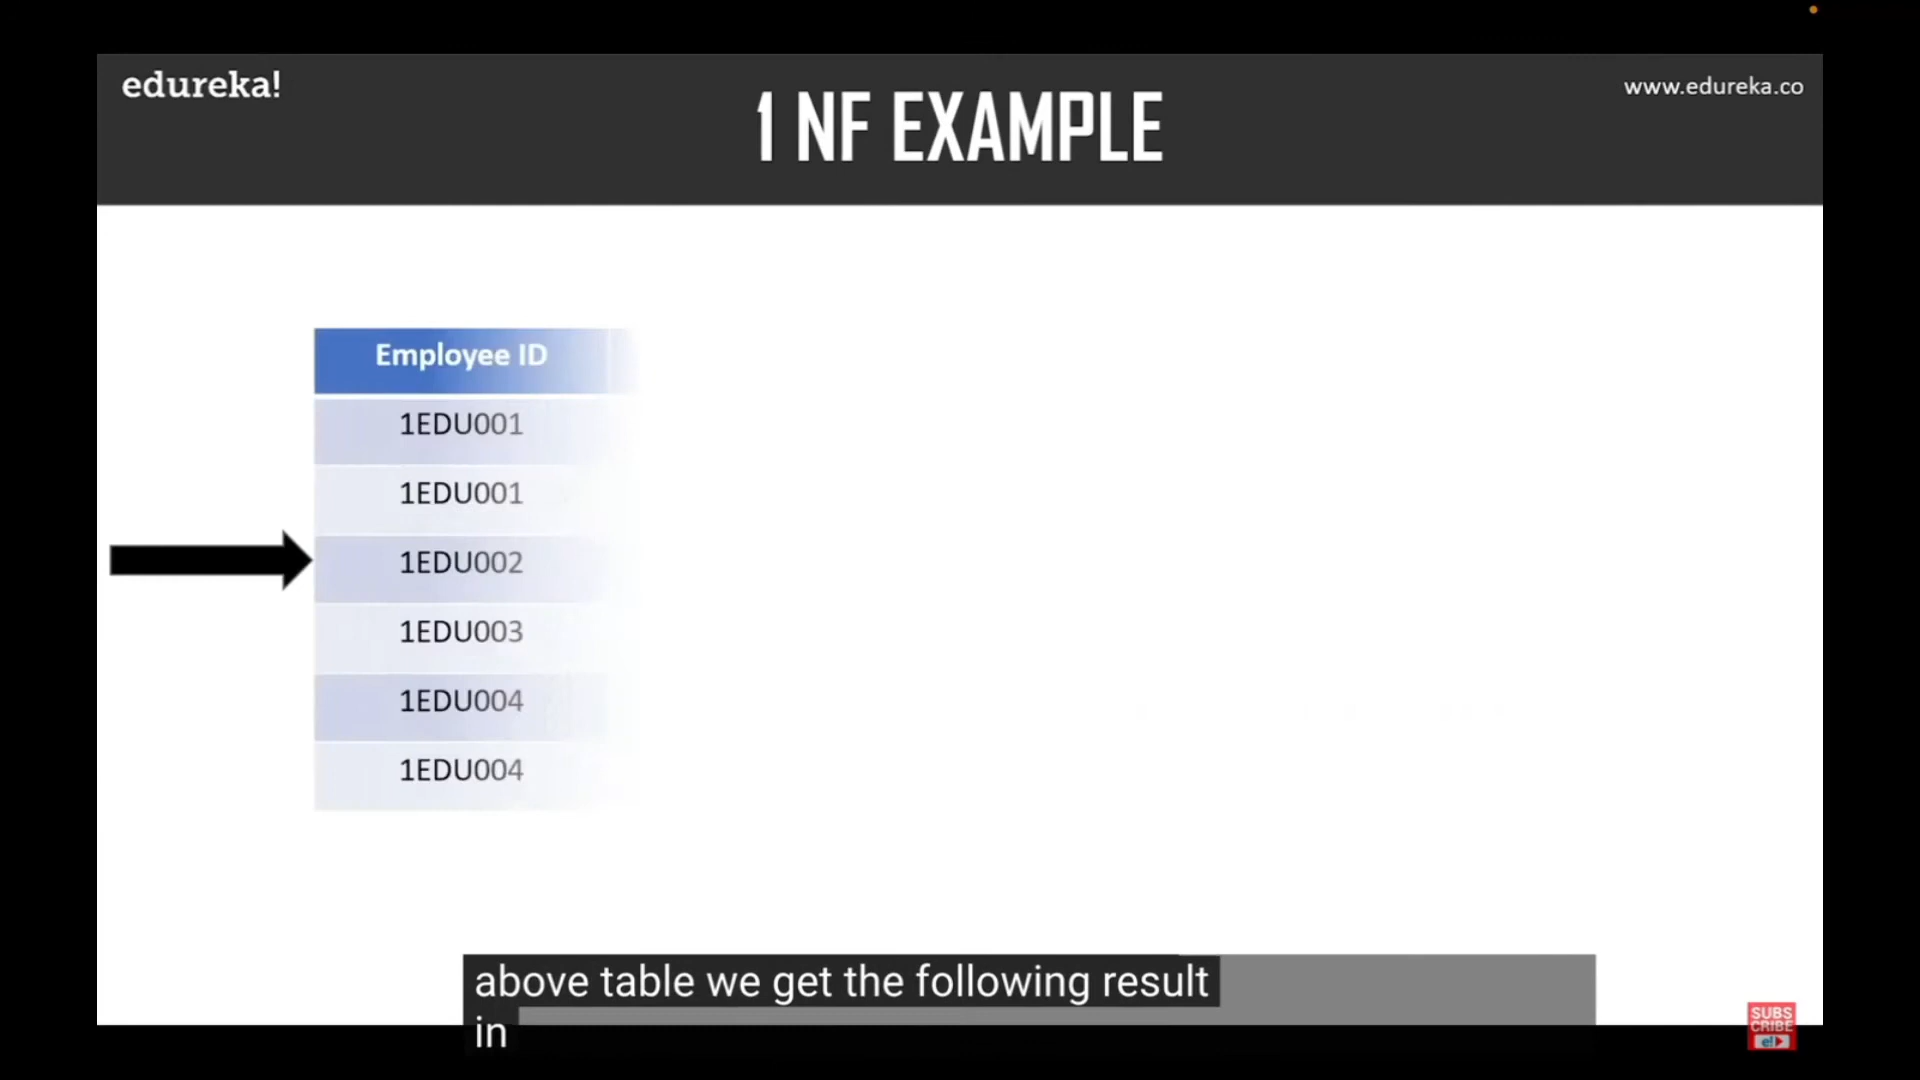 edureka!
www.edureka.co
1 NF EXAMPLE
Employee ID
1EDU001
1EDU001
1EDU002
1EDU003
1EDU004
1EDU004
above table we get the following result
in
SUBS
CRIBE
e!